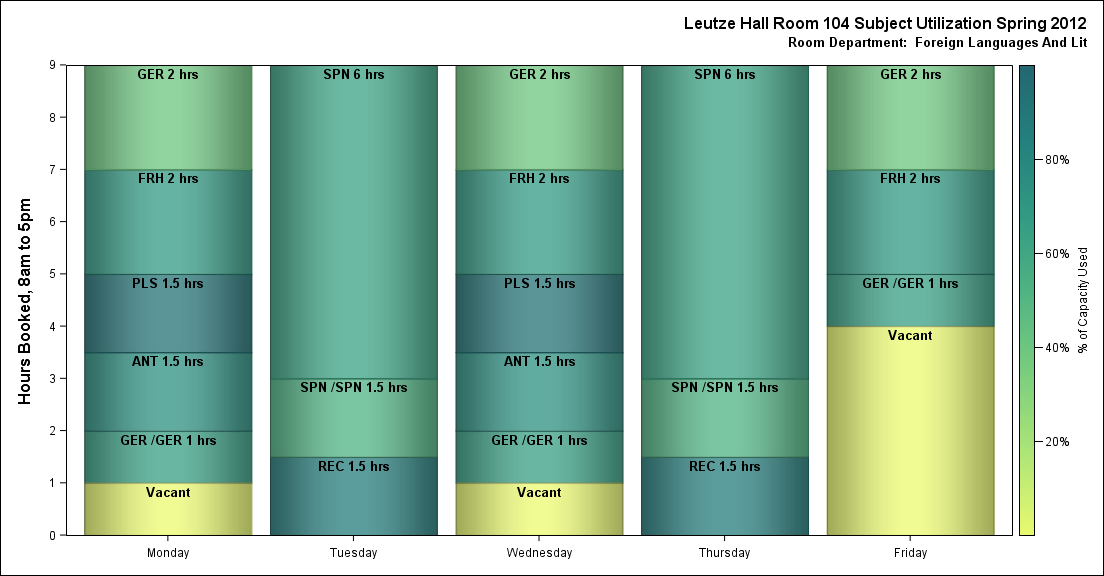 Leutze Hall Room 104 Subject Utilization Spring 2012
Room Department:  Foreign Languages And Lit
Hours Booked, 8am to 5pm
9
8
7
6
5
4
3
2
1
0
GER 2 hrs
FRH 2 hrs
PLS 1.5 hrs
ANT 1.5 hrs
GER /GER 1 hrs
Vacant
Monday
SPN 6 hrs
SPN /SPN 1.5 hrs
REC 1.5 hrs
Tuesday
GER 2 hrs
FRH 2 hrs
PLS 1.5 hrs
ANT 1.5 hrs
GER /GER 1 hrs
Vacant
Wednesday
SPN 6 hrs
SPN /SPN 1.5 hrs
REC 1.5 hrs
Thursday
GER 2 hrs
FRH 2 hrs
GER /GER 1 hrs
Vacant
Friday
80%
60%
40%
20%
% of Capacity Used